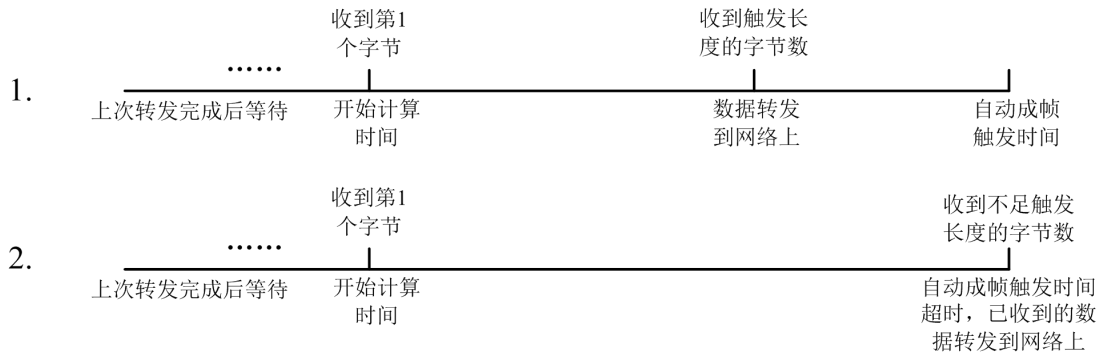 收到第1
个字节
收到触发长
度的字节数
……
1.
上次转发完成后等待
开始计算
时间
数据转发
到网络上
自动成帧
触发时间
收到第1
个字节
收到不足触发
长度的字节数
……
2.
上次转发完成后等待
开始计算
时间
自动成帧触发时间
超时，已收到的数
据转发到网络上